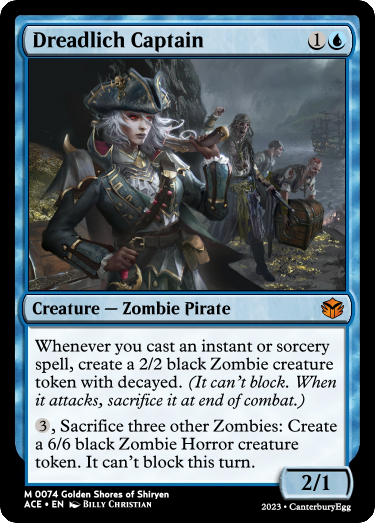 Dreadlich Captain 1
Creature — Zombie Pirate
Whenever you cast an instant or sorcery
spell, create a 2/2 black Zombie creature
token with decayed. (It can't block. When
it attacks, sacrifice it at end of combat.)
3, Sacrifice three other Zombies: Create
a 6/6 black Zombie Horror creature
token. It can't block this turn.
2/1
M 0074 Golden Shores of Shiryen
ACE • EN Billy Christian 2023 • CanterburyEgg